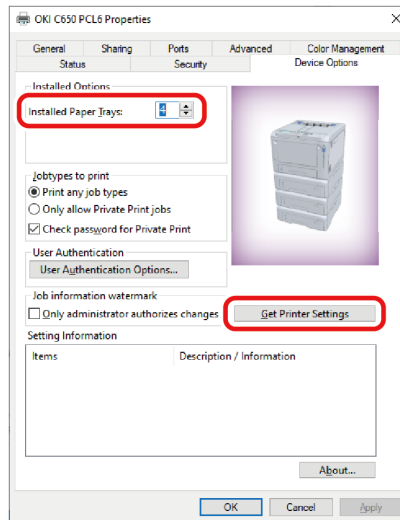 OKI C650 PCL6 Properties
General Sharing Ports Advanced Color Management
Status Security Device Options
Installed Options
Installed Paper Trays: 4
Jobtypes to print
Print any job types
Only allow Private Print jobs
Check password for Private Print
User Authentication
User Authentication Options...
Job information watermark
Only administrator authorizes changes
Get Printer Settings
Setting Information
Items Description / Information
About...
OK Cancel Apply